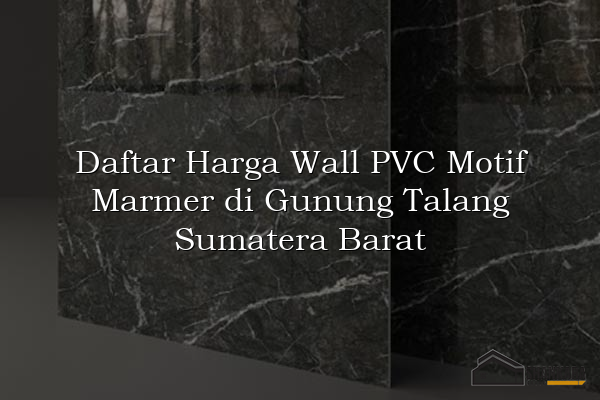 Daftar Harga Wall PVC Motif
Marmer di Gunung Talang
Sumatera Barat